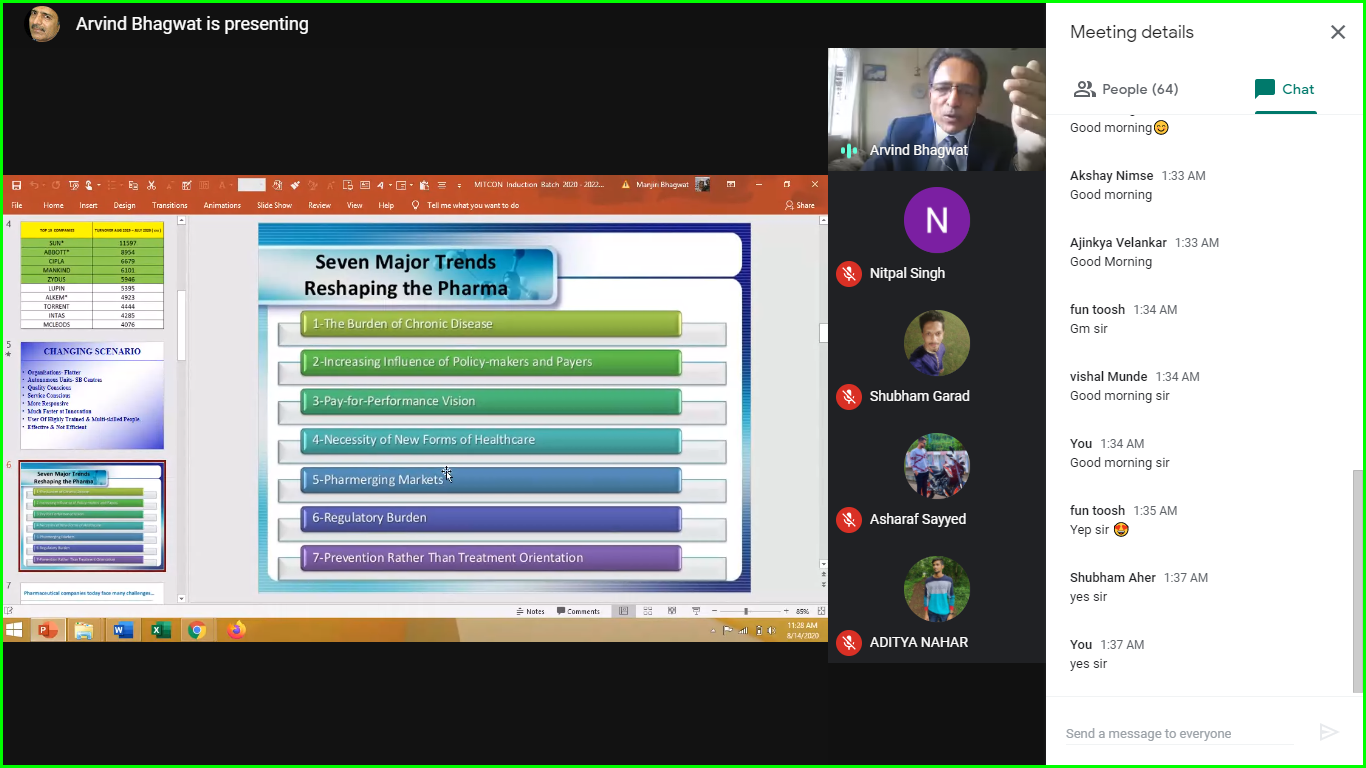 Arvind Bhagwat is presenting
MITCON Induction Batch 2020 - 2022...
Manjiri Bhagwat
File
Home
Insert
Design
Transitions
Animations
Slide Show
Review
View
Help
Tell me what you want to do
Share
4
TOP 10 COMPANIES
SUN* 11597
ABBOTT* 8954
CIPLA 6679
MANKIND 6101
ZYDUS 5946
LUPIN 5395
ALKEM* 4923
TORRENT 4444
INTAS 4285
MCLEODS 4076
5
CHANGING SCENARIO
Organisations- Flatter
Autonomous Units- SB Centres
Quality Conscious
Service Conscious
More Responsive
Much Faster at Innovation
User Of Highly Trained & Multi-skilled People
Effective & Not Efficient
6
Seven Major Trends
Reshaping the Pharma
7
Pharmaceutical companies today face many challenges...
Seven Major Trends
Reshaping the Pharma
1-The Burden of Chronic Disease
2-Increasing Influence of Policy-makers and Payers
3-Pay-for-Performance Vision
4-Necessity of New Forms of Healthcare
5-Pharmerging Markets
6-Regulatory Burden
7-Prevention Rather Than Treatment Orientation
Notes
Comments
85%
11:28 AM
8/14/2020
Arvind Bhagwat
N
Nitpal Singh
Shubham Garad
Asharaf Sayyed
ADITYA NAHAR
Meeting details
People (64)
Chat
Good morning😊
Akshay Nimse 1:33 AM
Good morning
Ajinkya Velankar 1:33 AM
Good Morning
fun toosh 1:34 AM
Gm sir
vishal Munde 1:34 AM
Good morning sir
You 1:34 AM
Good morning sir
fun toosh 1:35 AM
Yep sir 😍
Shubham Aher 1:37 AM
yes sir
You 1:37 AM
yes sir
Send a message to everyone